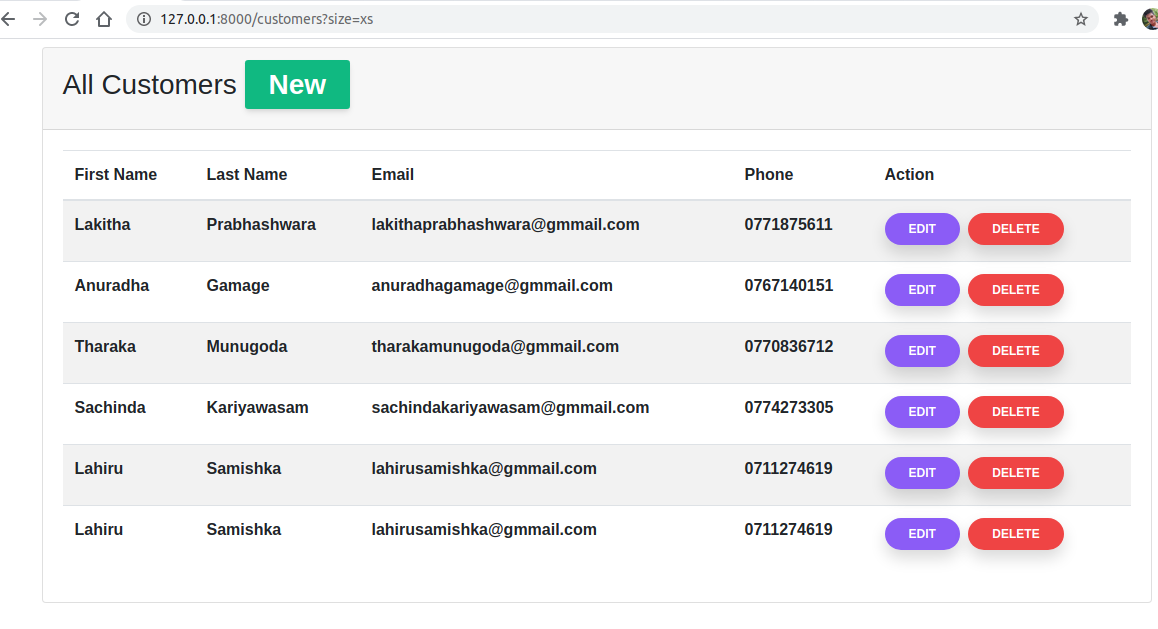 127.0.0.1:8000/customers?size=xs
All Customers New
First Name Last Name Email Phone Action
Lakitha Prabhashwara lakithaprabhashwara@gmmail.com 0771875611 EDIT DELETE
Anuradha Gamage anuradhagamage@gmmail.com 0767140151 EDIT DELETE
Tharaka Munugoda tharakamunugoda@gmmail.com 0770836712 EDIT DELETE
Sachinda Kariyawasam sachindakariyawasam@gmmail.com 0774273305 EDIT DELETE
Lahiru Samishka lahirusamishka@gmmail.com 0711274619 EDIT DELETE
Lahiru Samishka lahirusamishka@gmmail.com 0711274619 EDIT DELETE